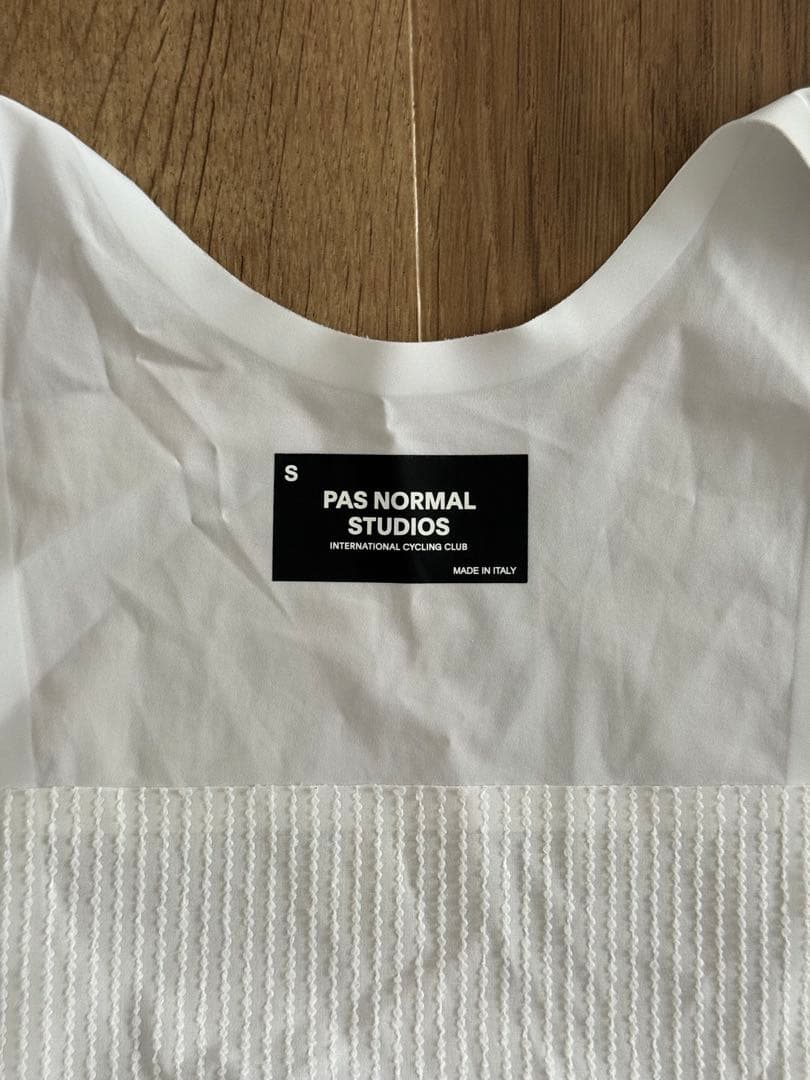 S
PAS NORMAL
STUDIOS
INTERNATIONAL CYCLING CLUB
MADE IN ITALY